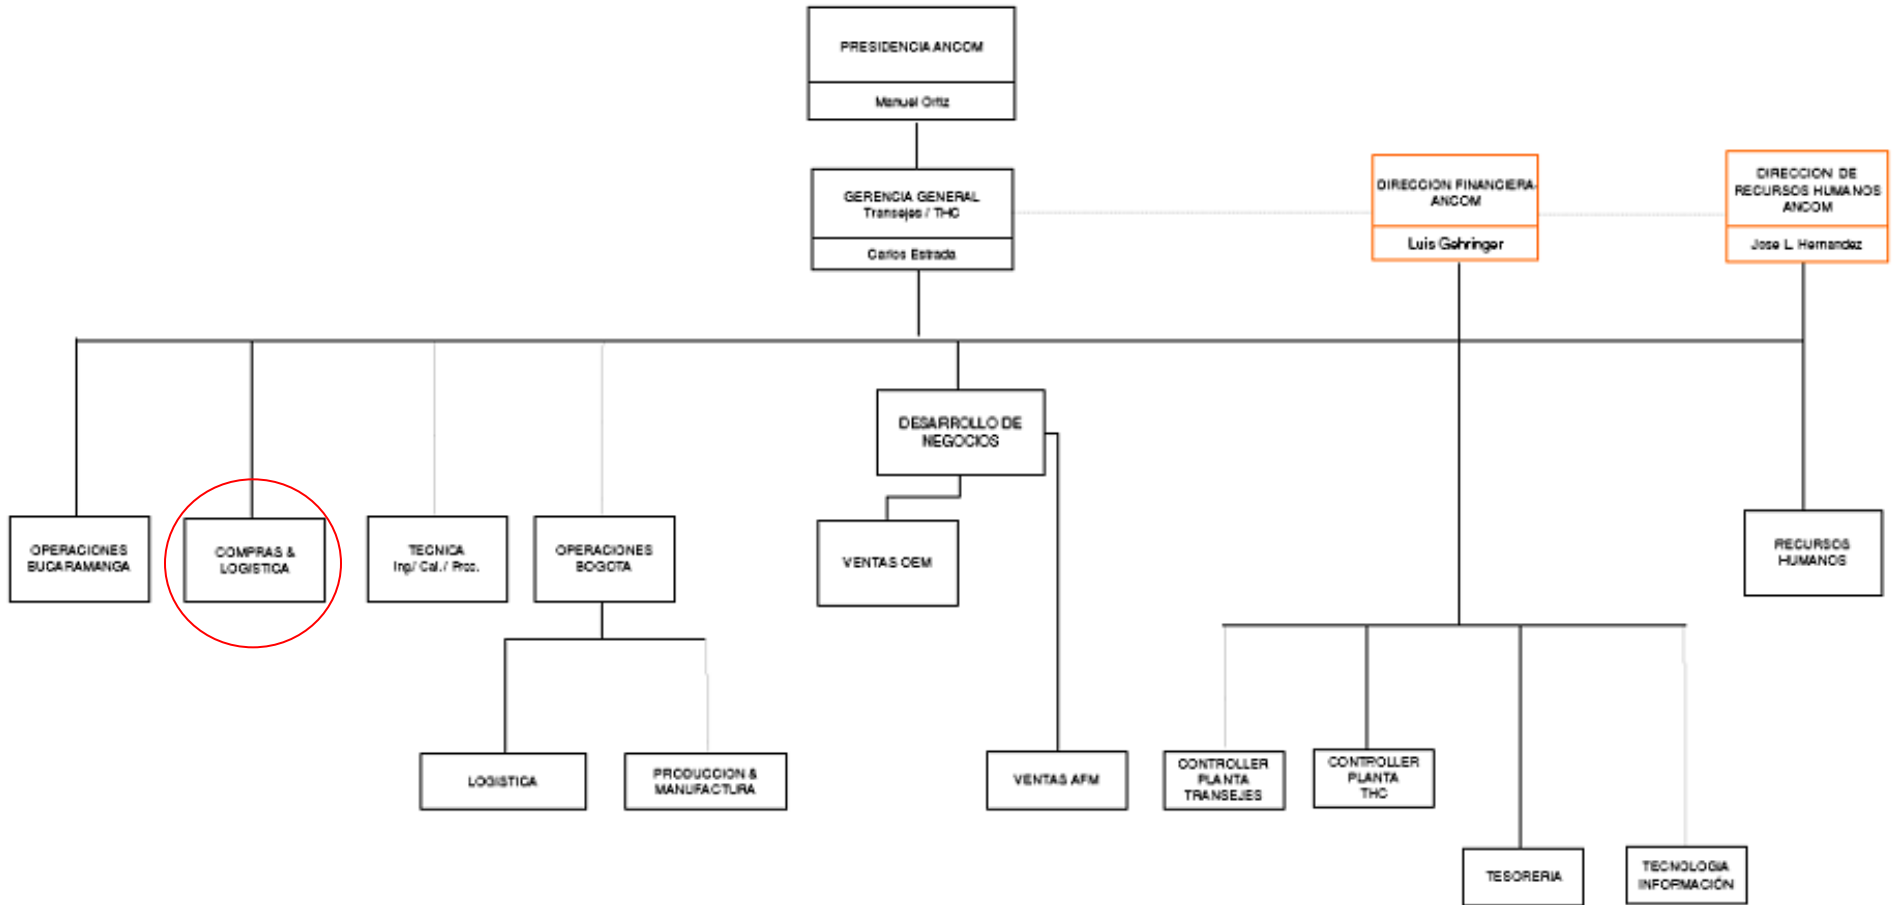 PRESIDENCIA ANCOM
Manuel Ortiz
GERENCIA GENERAL
Transejes / THC
Carlos Estrada
DIRECCION FINANCIERA-
ANCOM
Luis Gehringer
DIRECCION DE
RECURSOS HUMANOS
ANCOM
Jose L. Hernandez
DESARROLLO DE
NEGOCIOS
OPERACIONES
BUCARAMANGA
COMPRAS &
LOGISTICA
TECNICA
Ing./ Cal./ Proc.
OPERACIONES
BOGOTA
VENTAS OEM
RECURSOS
HUMANOS
LOGISTICA
PRODUCCION &
MANUFACTURA
VENTAS AFM
CONTROLLER
PLANTA
TRANSEJES
CONTROLLER
PLANTA
THC
TESORERIA
TECNOLOGIA
INFORMACIÓN